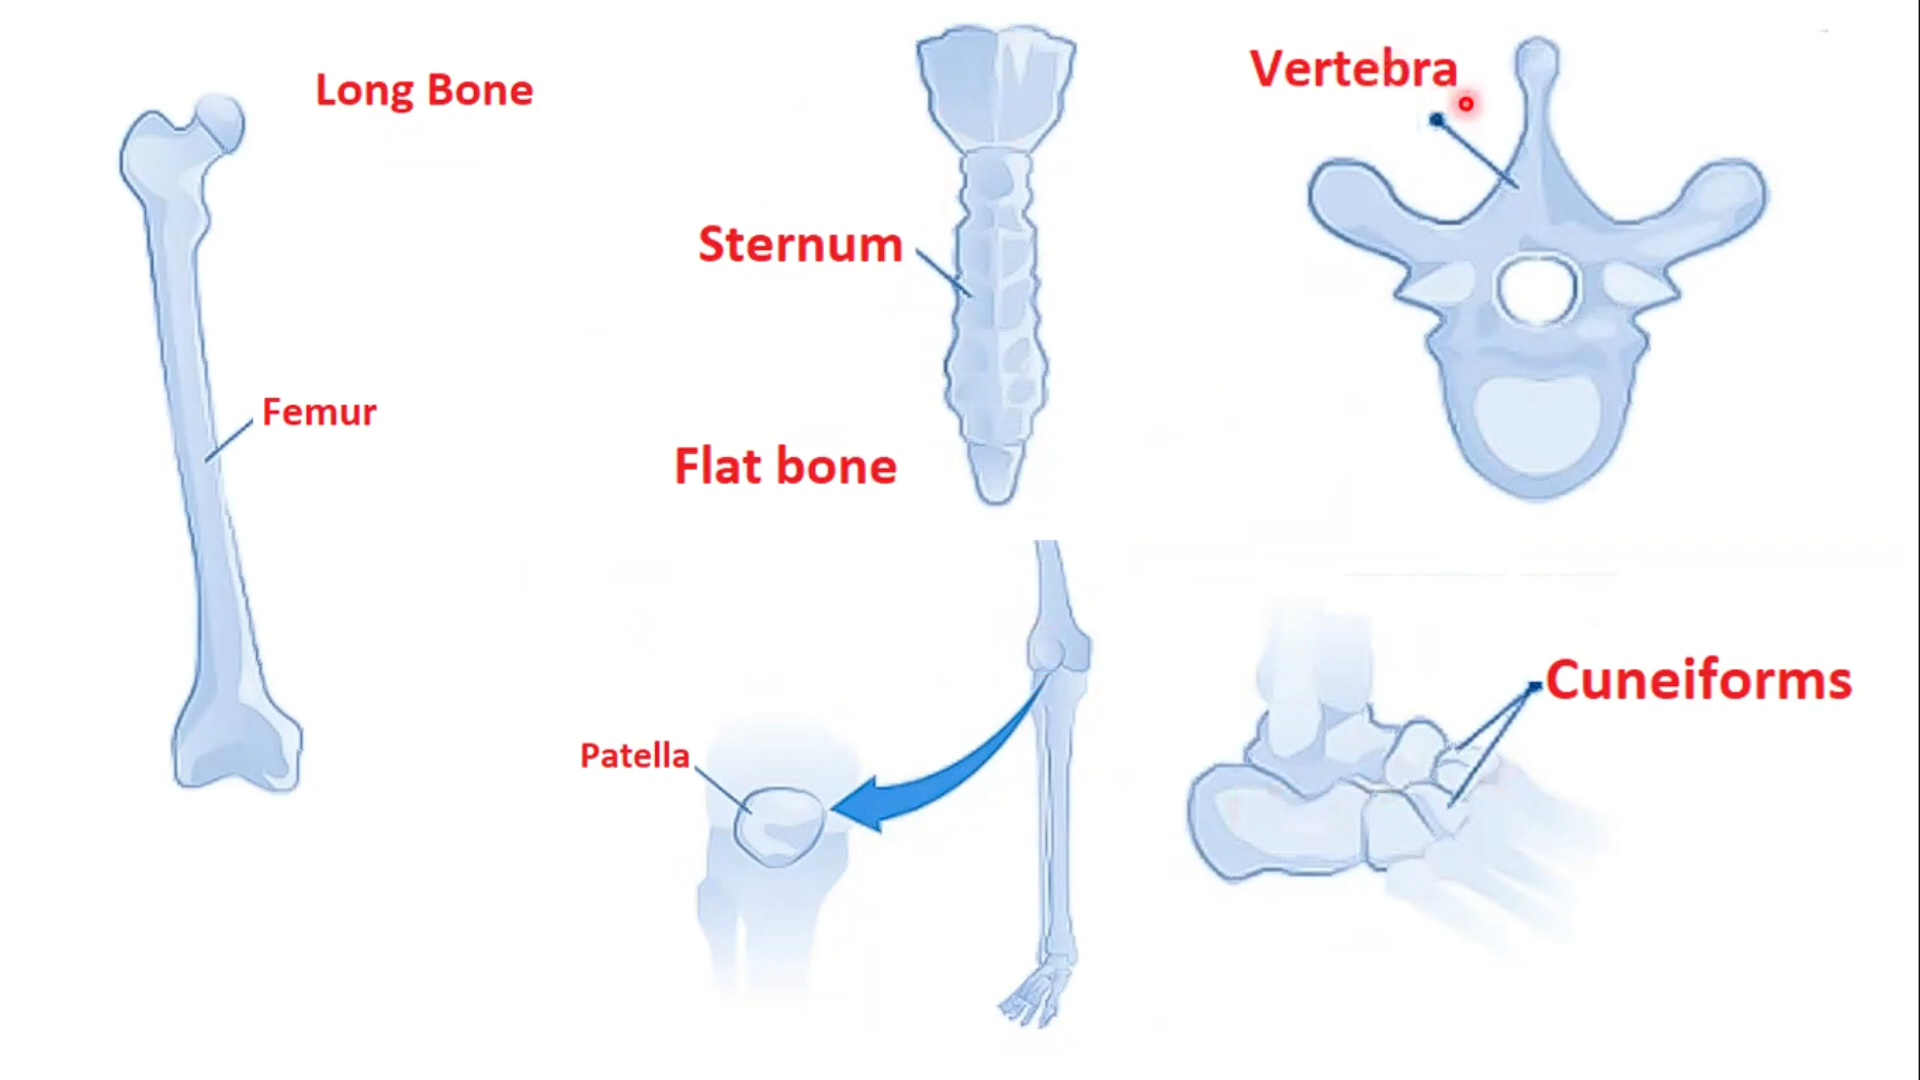 Long Bone
Femur
Sternum
Flat bone
Vertebra
Patella
Cuneiforms